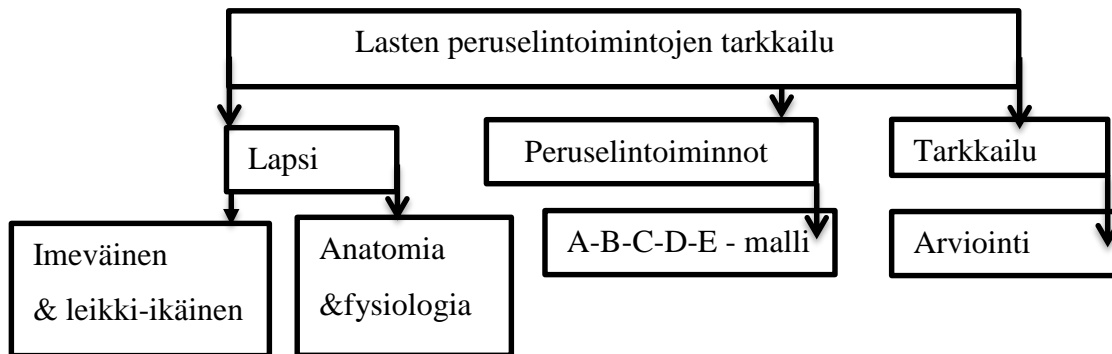 Lasten peruselintoimintojen tarkkailu
Lapsi
Peruselintoiminnot
Tarkkailu
Imeväinen
& leikki-ikäinen
Anatomia
&fysiologia
A-B-C-D-E - malli
Arviointi